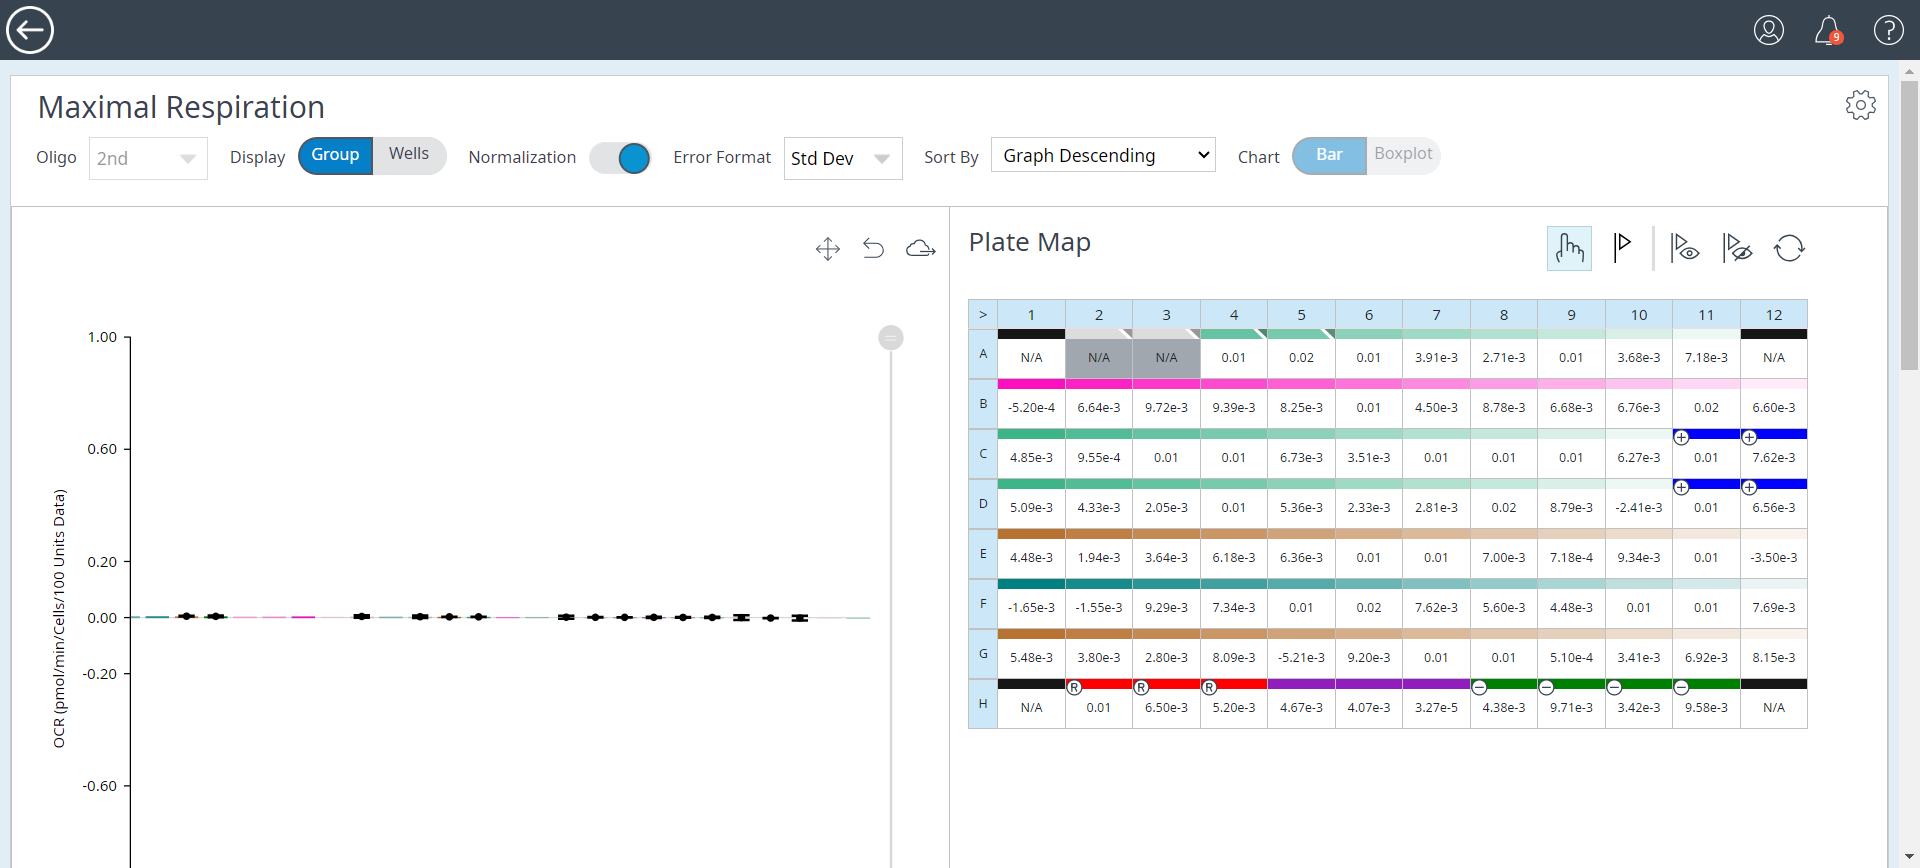 9
Maximal Respiration
Oligo 2nd Display Group Wells Normalization Error Format Std Dev Sort By Graph Descending Chart Bar Boxplot
Plate Map
> 1 2 3 4 5 6 7 8 9 10 11 12
A N/A N/A N/A 0.01 0.02 0.01 3.91e-3 2.71e-3 0.01 3.68e-3 7.18e-3 N/A
B -5.20e-4 6.64e-3 9.72e-3 9.39e-3 8.25e-3 0.01 4.50e-3 8.78e-3 6.68e-3 6.76e-3 0.02 6.60e-3
C 4.85e-3 9.55e-4 0.01 0.01 6.73e-3 3.51e-3 0.01 0.01 0.01 6.27e-3 0.01 7.62e-3
D 5.09e-3 4.33e-3 2.05e-3 0.01 5.36e-3 2.33e-3 2.81e-3 0.02 8.79e-3 -2.41e-3 0.01 6.56e-3
E 4.48e-3 1.94e-3 3.64e-3 6.18e-3 6.36e-3 0.01 0.01 7.00e-3 7.18e-4 9.34e-3 0.01 -3.50e-3
F -1.65e-3 -1.55e-3 9.29e-3 7.34e-3 0.01 0.02 7.62e-3 5.60e-3 4.48e-3 0.01 0.01 7.69e-3
G 5.48e-3 3.80e-3 2.80e-3 8.09e-3 -5.21e-3 9.20e-3 0.01 0.01 5.10e-4 3.41e-3 6.92e-3 8.15e-3
R R R
H N/A 0.01 6.50e-3 5.20e-3 4.67e-3 4.07e-3 3.27e-5 4.38e-3 9.71e-3 3.42e-3 9.58e-3 N/A
OCR (pmol/min/Cells/100 Units Data)
1.00
0.60
0.20
0.00
-0.20
-0.60